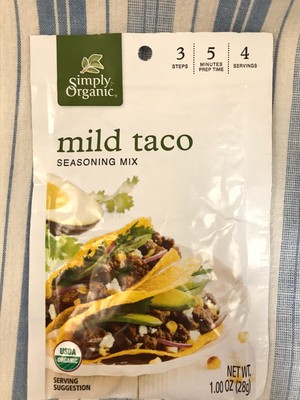 Simply
Organic®
3 5 4
STEPS MINUTES SERVINGS
PREP TIME
mild taco
SEASONING MIX
USDA
ORGANIC
SERVING
SUGGESTION
NET WT.
1.00 OZ (28g)